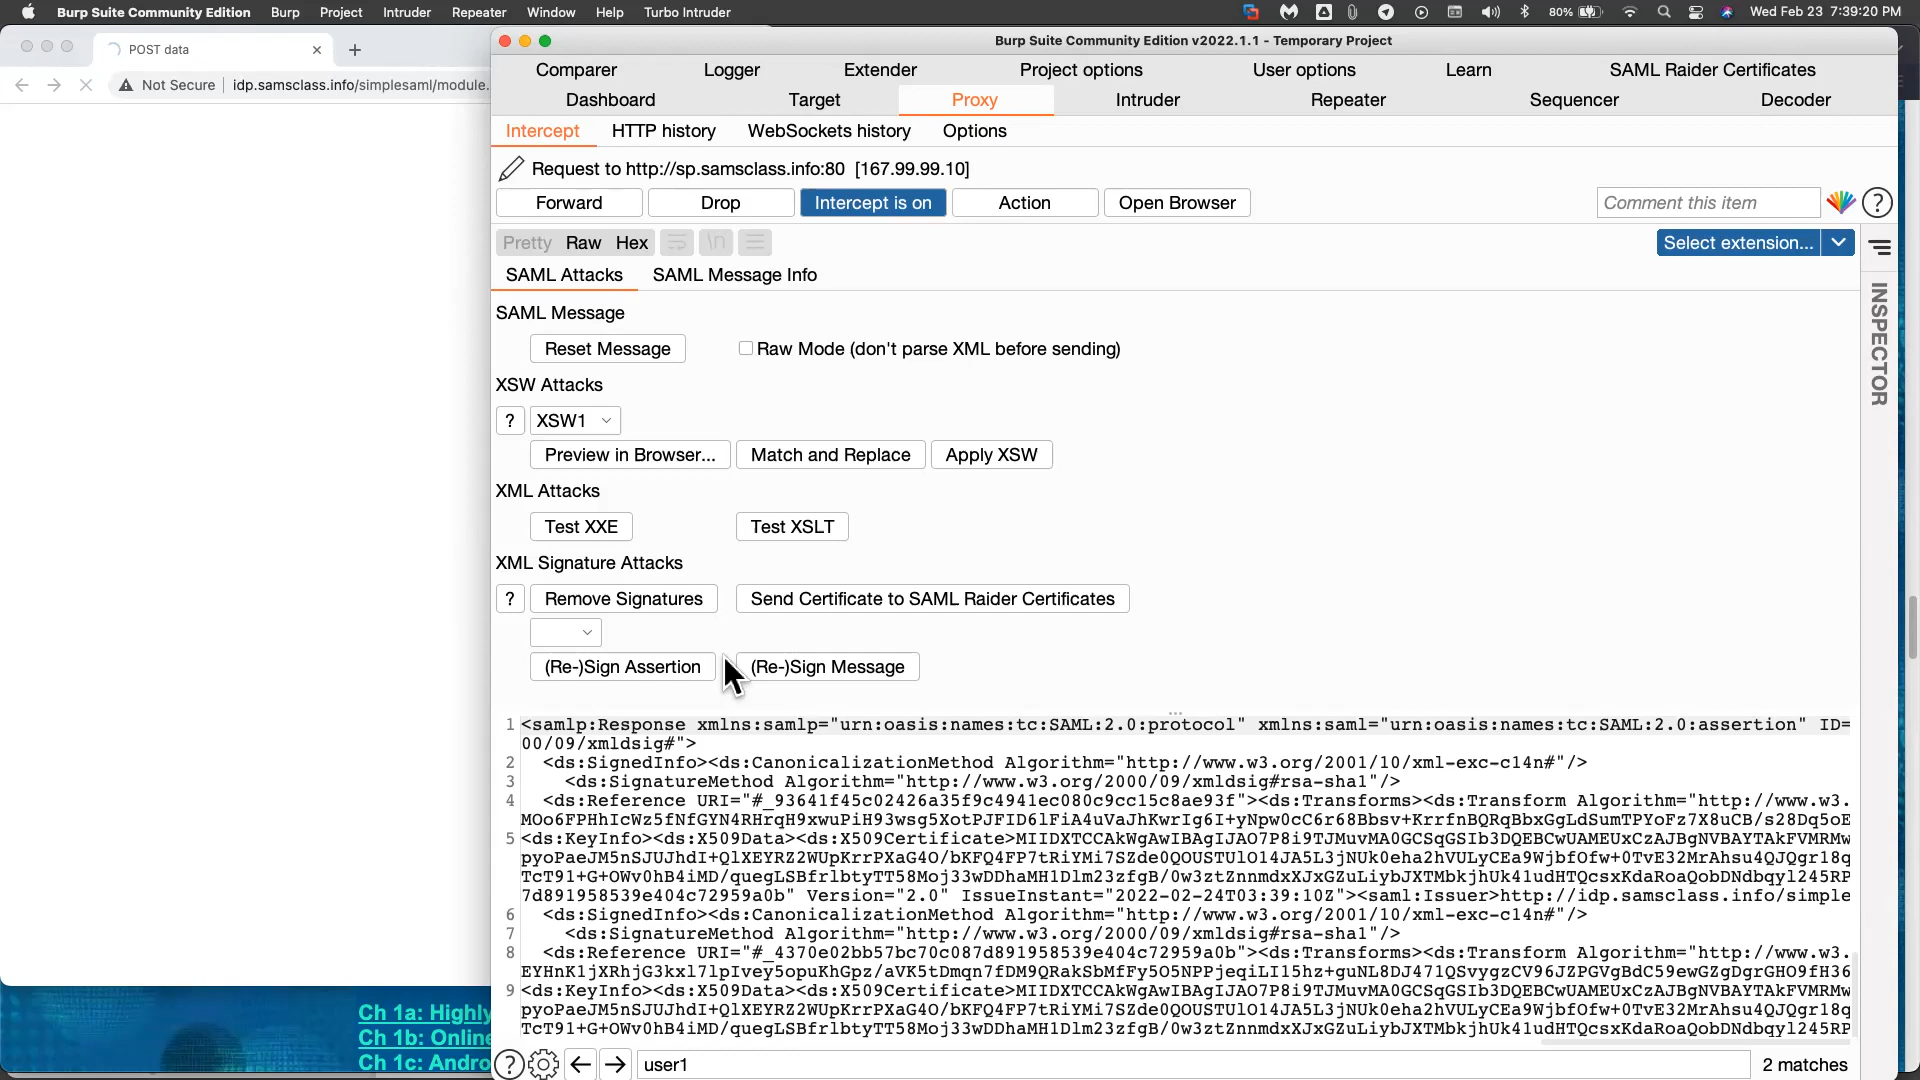 Burp Suite Community Edition Burp Project Intruder Repeater Window Help Turbo Intruder 80% Wed Feb 23 7:39:20 PM
POST data
Not Secure idp.samsclass.info/simplesaml/module.
Burp Suite Community Edition v2022.1.1 - Temporary Project
Comparer Logger Extender Project options User options Learn SAML Raider Certificates
Dashboard Target Proxy Intruder Repeater Sequencer Decoder
Intercept HTTP history WebSockets history Options
Request to http://sp.samsclass.info:80 [167.99.99.10]
Forward Drop Intercept is on Action Open Browser Comment this item ?
Pretty Raw Hex \n Select extension...
INSPECTOR
SAML Attacks SAML Message Info
SAML Message
Reset Message Raw Mode (don't parse XML before sending)
XSW Attacks
? XSW1
Preview in Browser... Match and Replace Apply XSW
XML Attacks
Test XXE Test XSLT
XML Signature Attacks
? Remove Signatures Send Certificate to SAML Raider Certificates
(Re-)Sign Assertion (Re-)Sign Message
1 <samlp:Response xmlns:samlp="urn:oasis:names:tc:SAML:2.0:protocol" xmlns:saml="urn:oasis:names:tc:SAML:2.0:assertion" ID=
00/09/xmldsig#">
2 <ds:SignedInfo><ds:CanonicalizationMethod Algorithm="http://www.w3.org/2001/10/xml-exc-c14n#"/>
3 <ds:SignatureMethod Algorithm="http://www.w3.org/2000/09/xmldsig#rsa-sha1"/>
4 <ds:Reference URI="#_93641f45c02426a35f9c4941ec080c9cc15c8ae93f"><ds:Transforms><ds:Transform Algorithm="http://www.w3.
MOo6FPHhIcWz5fNfGYN4RHrqH9xwuPiH93wsg5XotPJFID6lFiA4uVaJhKwrIg6I+yNpw0cC6r68Bbsv+KrrfnBQRqBbxGgLdSumTPYoFz7X8uCB/s28Dq5oE
5 <ds:KeyInfo><ds:X509Data><ds:X509Certificate>MIIDXTCCAkWgAwIBAgIJAO7P8i9TJMuvMA0GCSqGSIb3DQEBCwUAMEUxCzAJBgNVBAYTAkFVMRMw
pyoPaeJM5nSJUJhdI+QlXEYRZ2WUpKrrPXaG4O/bKFQ4FP7tRiYMi7SZde0QOUSTUlO14JA5L3jNUk0eha2hVULyCEa9WjbfOfw+0TvE32MrAhsu4QJQgr18q
TcT91+G+OWv0hB4iMD/quegLSBfrlbtyTT58Moj33wDDhaMH1Dlm23zfgB/0w3ztZnnmdxXJxGZuLiybJXTMbkjhUk41udHTQcsxKdaRoaQobDNdbqyl245RP
7d891958539e404c72959a0b" Version="2.0" IssueInstant="2022-02-24T03:39:10Z"><saml:Issuer>http://idp.samsclass.info/simple
6 <ds:SignedInfo><ds:CanonicalizationMethod Algorithm="http://www.w3.org/2001/10/xml-exc-c14n#"/>
7 <ds:SignatureMethod Algorithm="http://www.w3.org/2000/09/xmldsig#rsa-sha1"/>
8 <ds:Reference URI="#_4370e02bb57bc70c087d891958539e404c72959a0b"><ds:Transforms><ds:Transform Algorithm="http://www.w3.
EYHnK1jXRhjG3kxl7lpIvey5opuKhGpz/aVK5tDmqn7fDM9QRakSbMfFy5O5NPPjeqiLI15hz+guNL8DJ471QSvygzCV96JZPGVgBdC59ewGZgDgrGHO9fH36
9 <ds:KeyInfo><ds:X509Data><ds:X509Certificate>MIIDXTCCAkWgAwIBAgIJAO7P8i9TJMuvMA0GCSqGSIb3DQEBCwUAMEUxCzAJBgNVBAYTAkFVMRMw
pyoPaeJM5nSJUJhdI+QlXEYRZ2WUpKrrPXaG4O/bKFQ4FP7tRiYMi7SZde0QOUSTUlO14JA5L3jNUk0eha2hVULyCEa9WjbfOfw+0TvE32MrAhsu4QJQgr18q
TcT91+G+OWv0hB4iMD/quegLSBfrlbtyTT58Moj33wDDhaMH1Dlm23zfgB/0w3ztZnnmdxXJxGZuLiybJXTMbkjhUk41udHTQcsxKdaRoaQobDNdbqyl245RP
Ch 1a: Highly
Ch 1b: Online
Ch 1c: Andro
? user1 2 matches